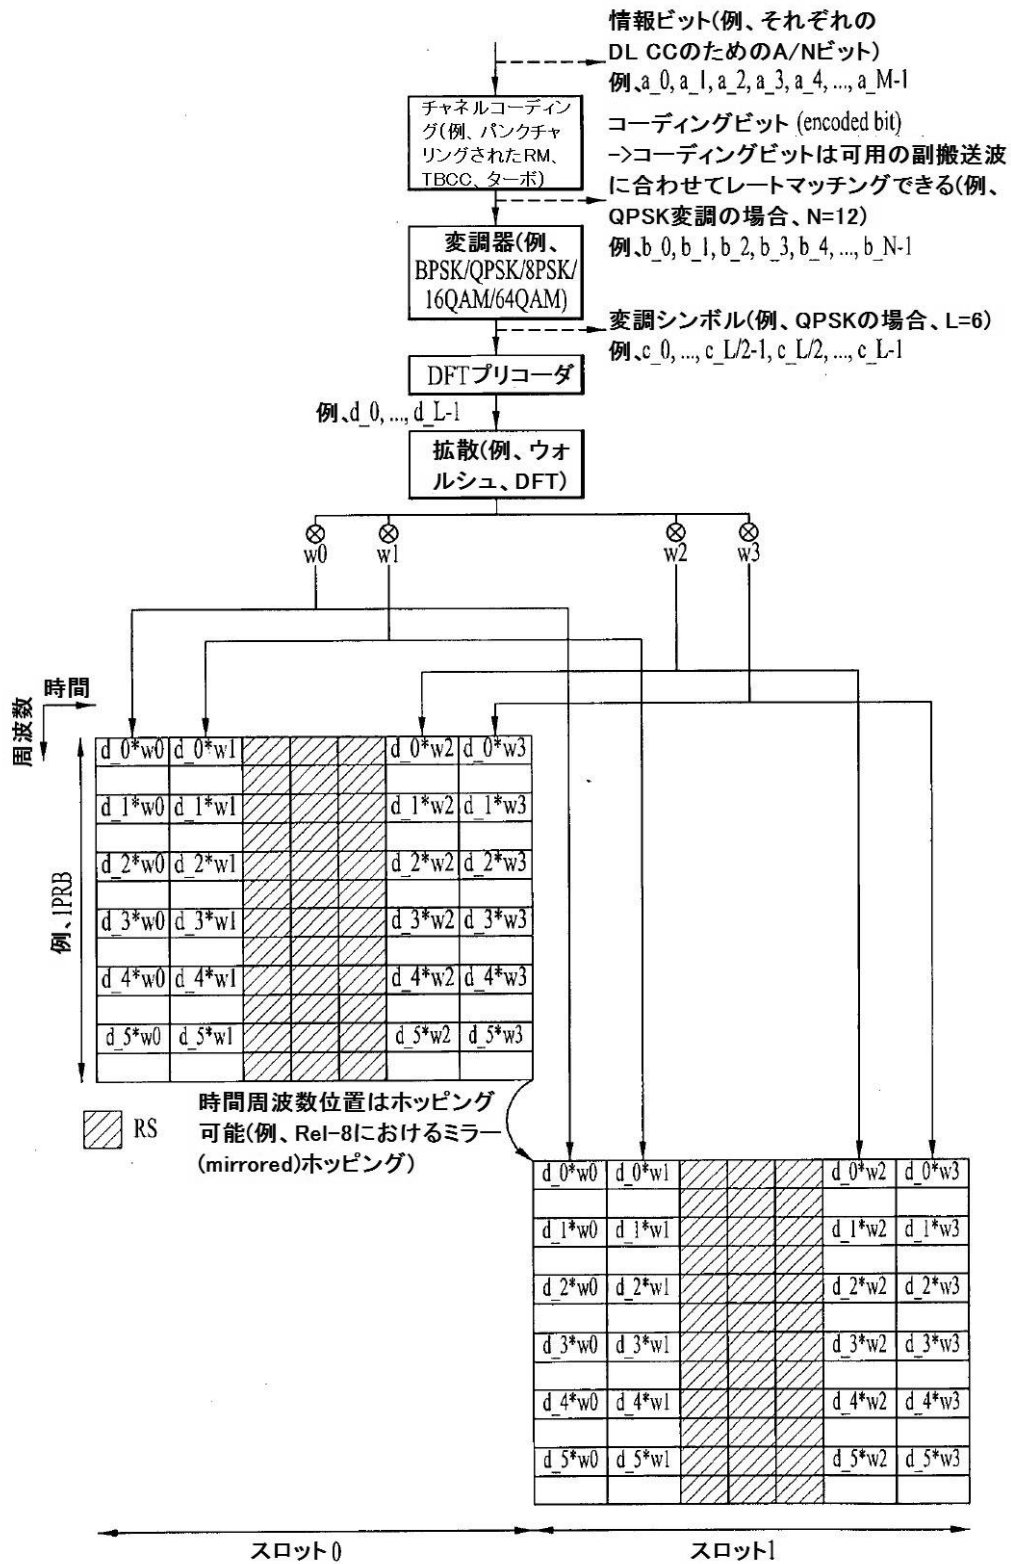 情報ビット(例、それぞれの
DL CCのためのA/Nビット)
例、a_0, a_1, a_2, a_3, a_4, ..., a_M-1
チャネルコーディン
グ(例、パンクチャ
リングされたRM、
TBCC、ターボ)
コーディングビット (encoded bit)
->コーディングビットは可用の副搬送波
に合わせてレートマッチングできる(例、
QPSK変調の場合、N=12)
例、b_0, b_1, b_2, b_3, b_4, ..., b_N-1
変調器(例、
BPSK/QPSK/8PSK/
16QAM/64QAM)
変調シンボル(例、QPSKの場合、L=6)
例、c_0, ..., c_L/2-1, c_L/2, ..., c_L-1
DFTプリコーダ
例、d_0, ..., d_L-1
拡散(例、ウォ
ルシュ、DFT)
w0 w1 w2 w3
時間
周波数
d_0*w0 d_0*w1 d_0*w2 d_0*w3
d_1*w0 d_1*w1 d_1*w2 d_1*w3
d_2*w0 d_2*w1 d_2*w2 d_2*w3
d_3*w0 d_3*w1 d_3*w2 d_3*w3
d_4*w0 d_4*w1 d_4*w2 d_4*w3
d_5*w0 d_5*w1 d_5*w2 d_5*w3
例、1PRB
RS
時間周波数位置はホッピング
可能(例、Rel-8におけるミラー
(mirrored)ホッピング)
d_0*w0 d_0*w1 d_0*w2 d_0*w3
d_1*w0 d_1*w1 d_1*w2 d_1*w3
d_2*w0 d_2*w1 d_2*w2 d_2*w3
d_3*w0 d_3*w1 d_3*w2 d_3*w3
d_4*w0 d_4*w1 d_4*w2 d_4*w3
d_5*w0 d_5*w1 d_5*w2 d_5*w3
スロット0 スロット1